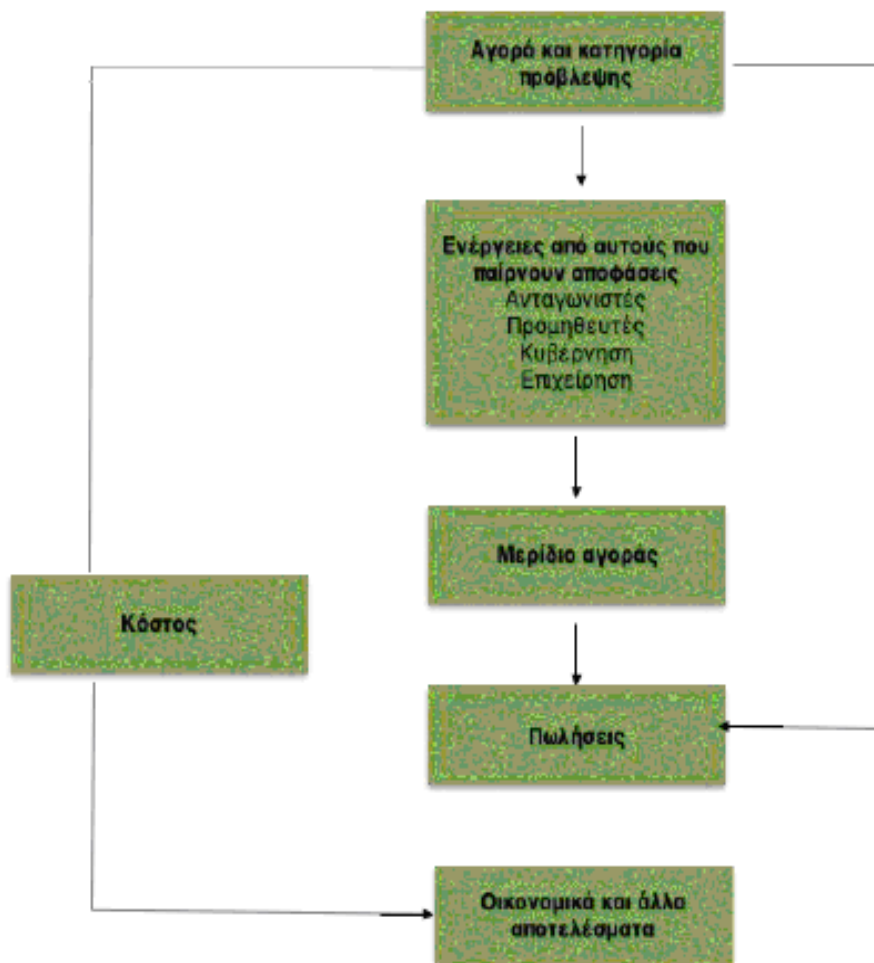 Αγορά και κατηγορία
πρόβλεψης
Ενέργειες από αυτούς που
παίρνουν αποφάσεις
Ανταγωνιστές
Προμηθευτές
Κυβέρνηση
Επιχείρηση
Μερίδιο αγοράς
Κόστος
Πωλήσεις
Οικονομικά και άλλα
αποτελέσματα